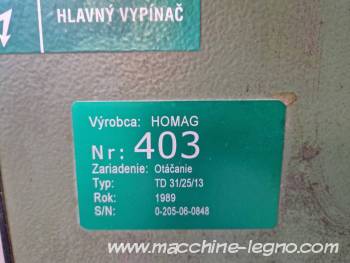 HLAVNÝ VYPÍNAČ
Výrobca: HOMAG
Nr: 403
Zariadenie: Otáčanie
Typ: TD 31/25/13
Rok: 1989
S/N: 0-205-06-0848
www.macchine-legno.com